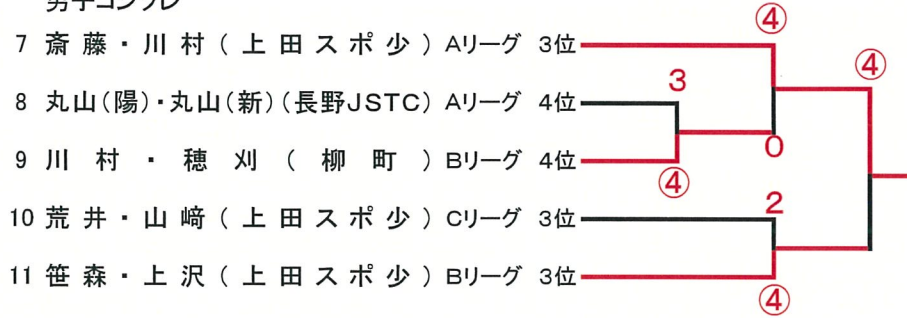 男子コンソレ
④
7 斎藤・川村(上田スポ少) Aリーグ 3位
④
3
8 丸山(陽)・丸山(新)(長野JSTC) Aリーグ 4位
0
9 川村・穂刈(柳町) Bリーグ 4位
④
2
10 荒井・山﨑(上田スポ少) Cリーグ 3位
11 笹森・上沢(上田スポ少) Bリーグ 3位
④